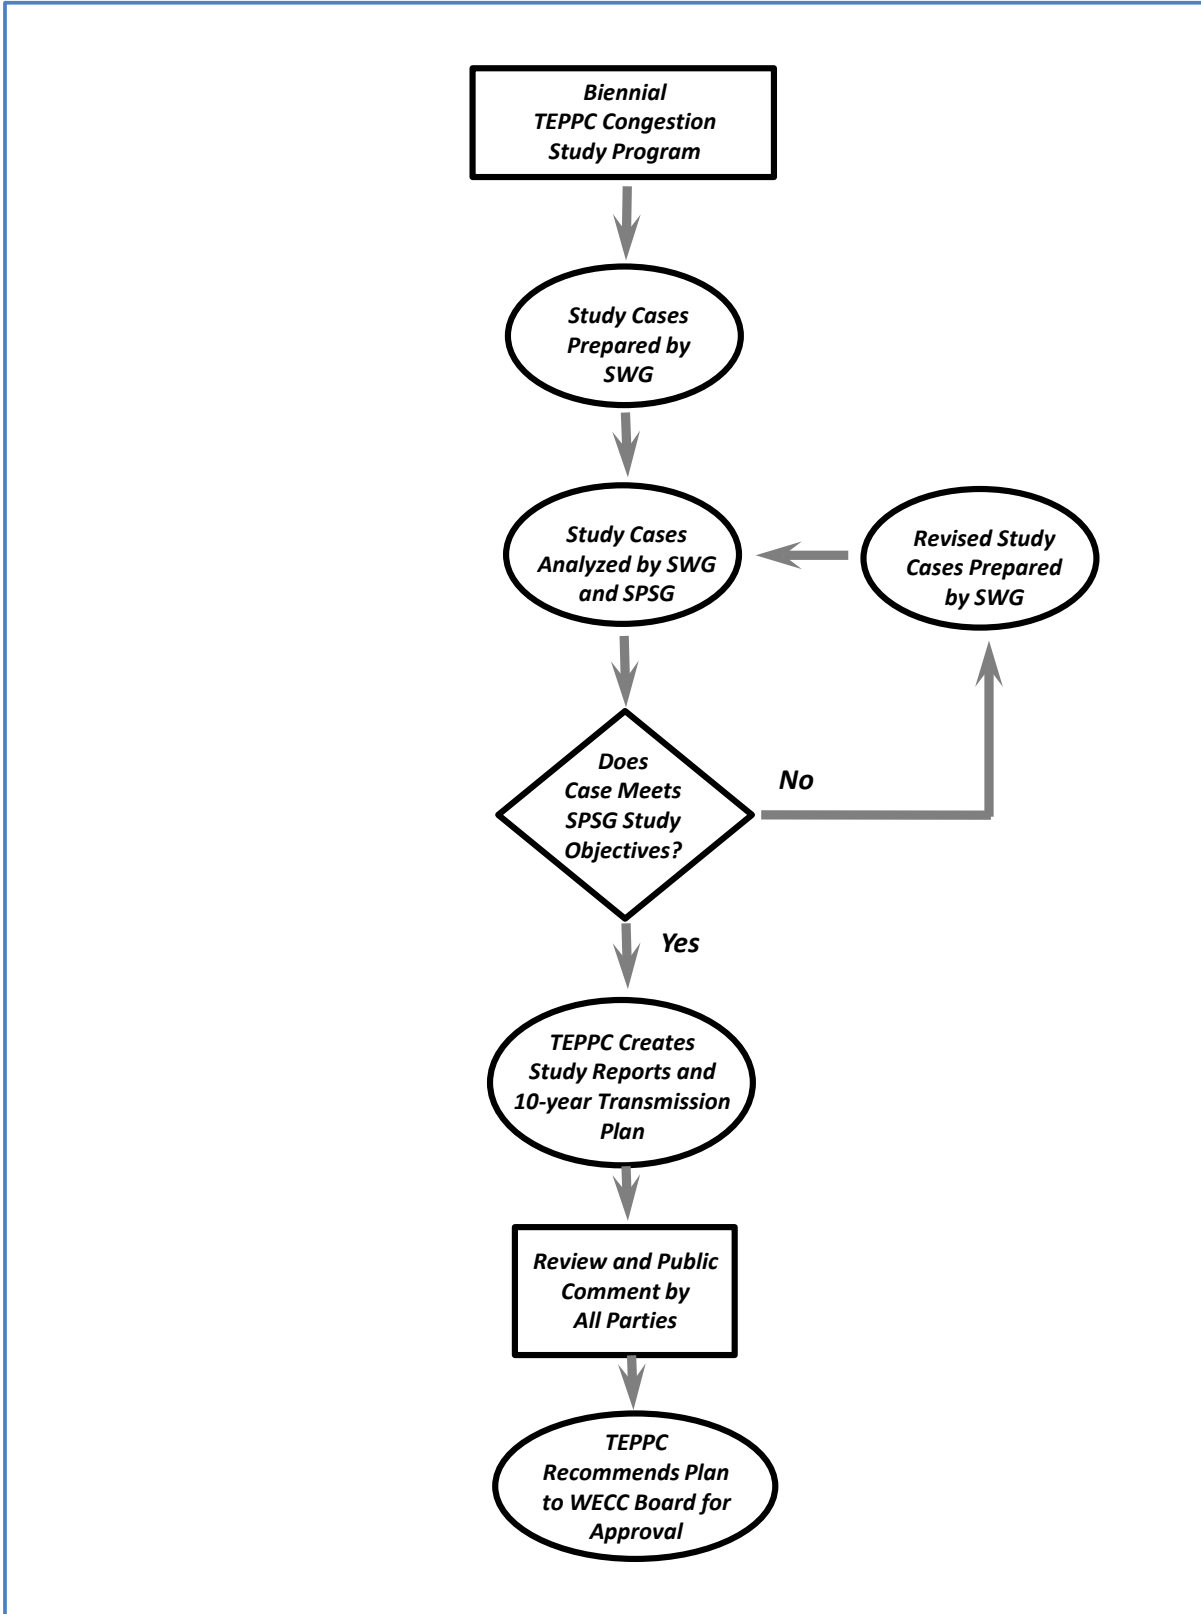 Biennial
TEPPC Congestion
Study Program
Study Cases
Prepared by
SWG
Study Cases
Analyzed by SWG
and SPSG
Revised Study
Cases Prepared
by SWG
Does
Case Meets
SPSG Study
Objectives?
No
Yes
TEPPC Creates
Study Reports and
10-year Transmission
Plan
Review and Public
Comment by
All Parties
TEPPC
Recommends Plan
to WECC Board for
Approval